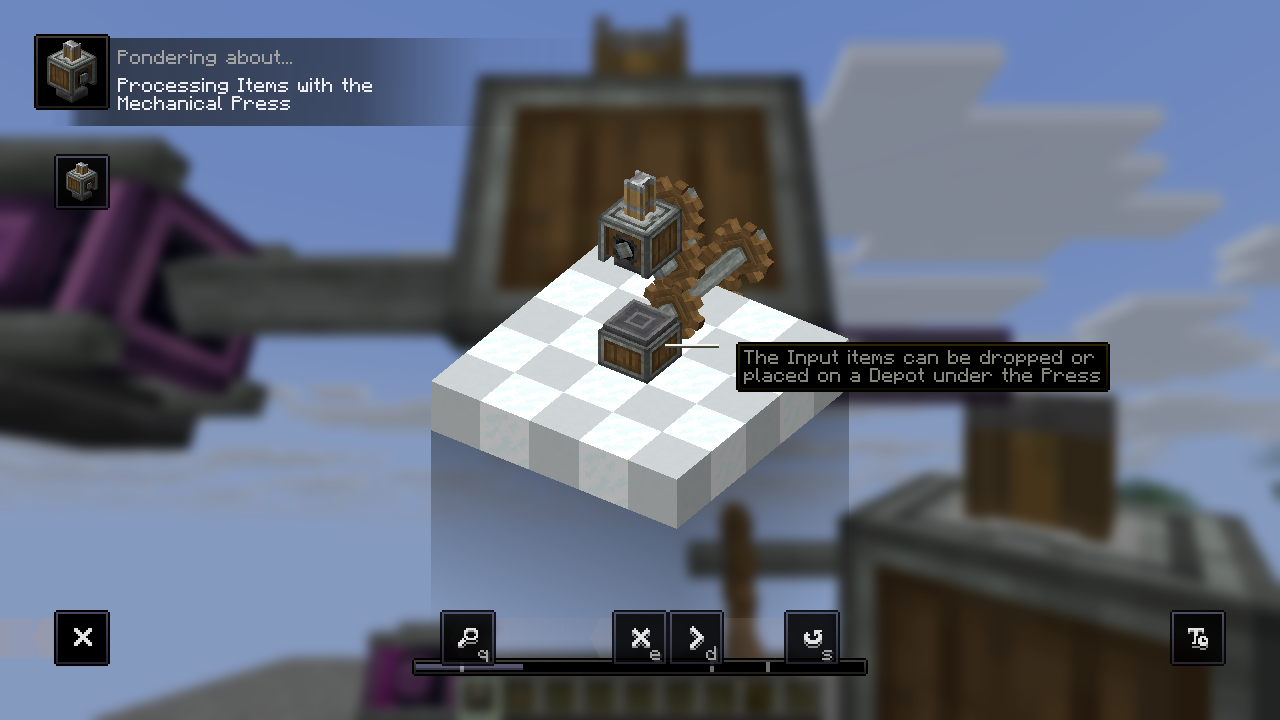 Pondering about...
Processing Items with the
Mechanical Press
The Input items can be dropped or
placed on a Depot under the Press
q
e
d
s